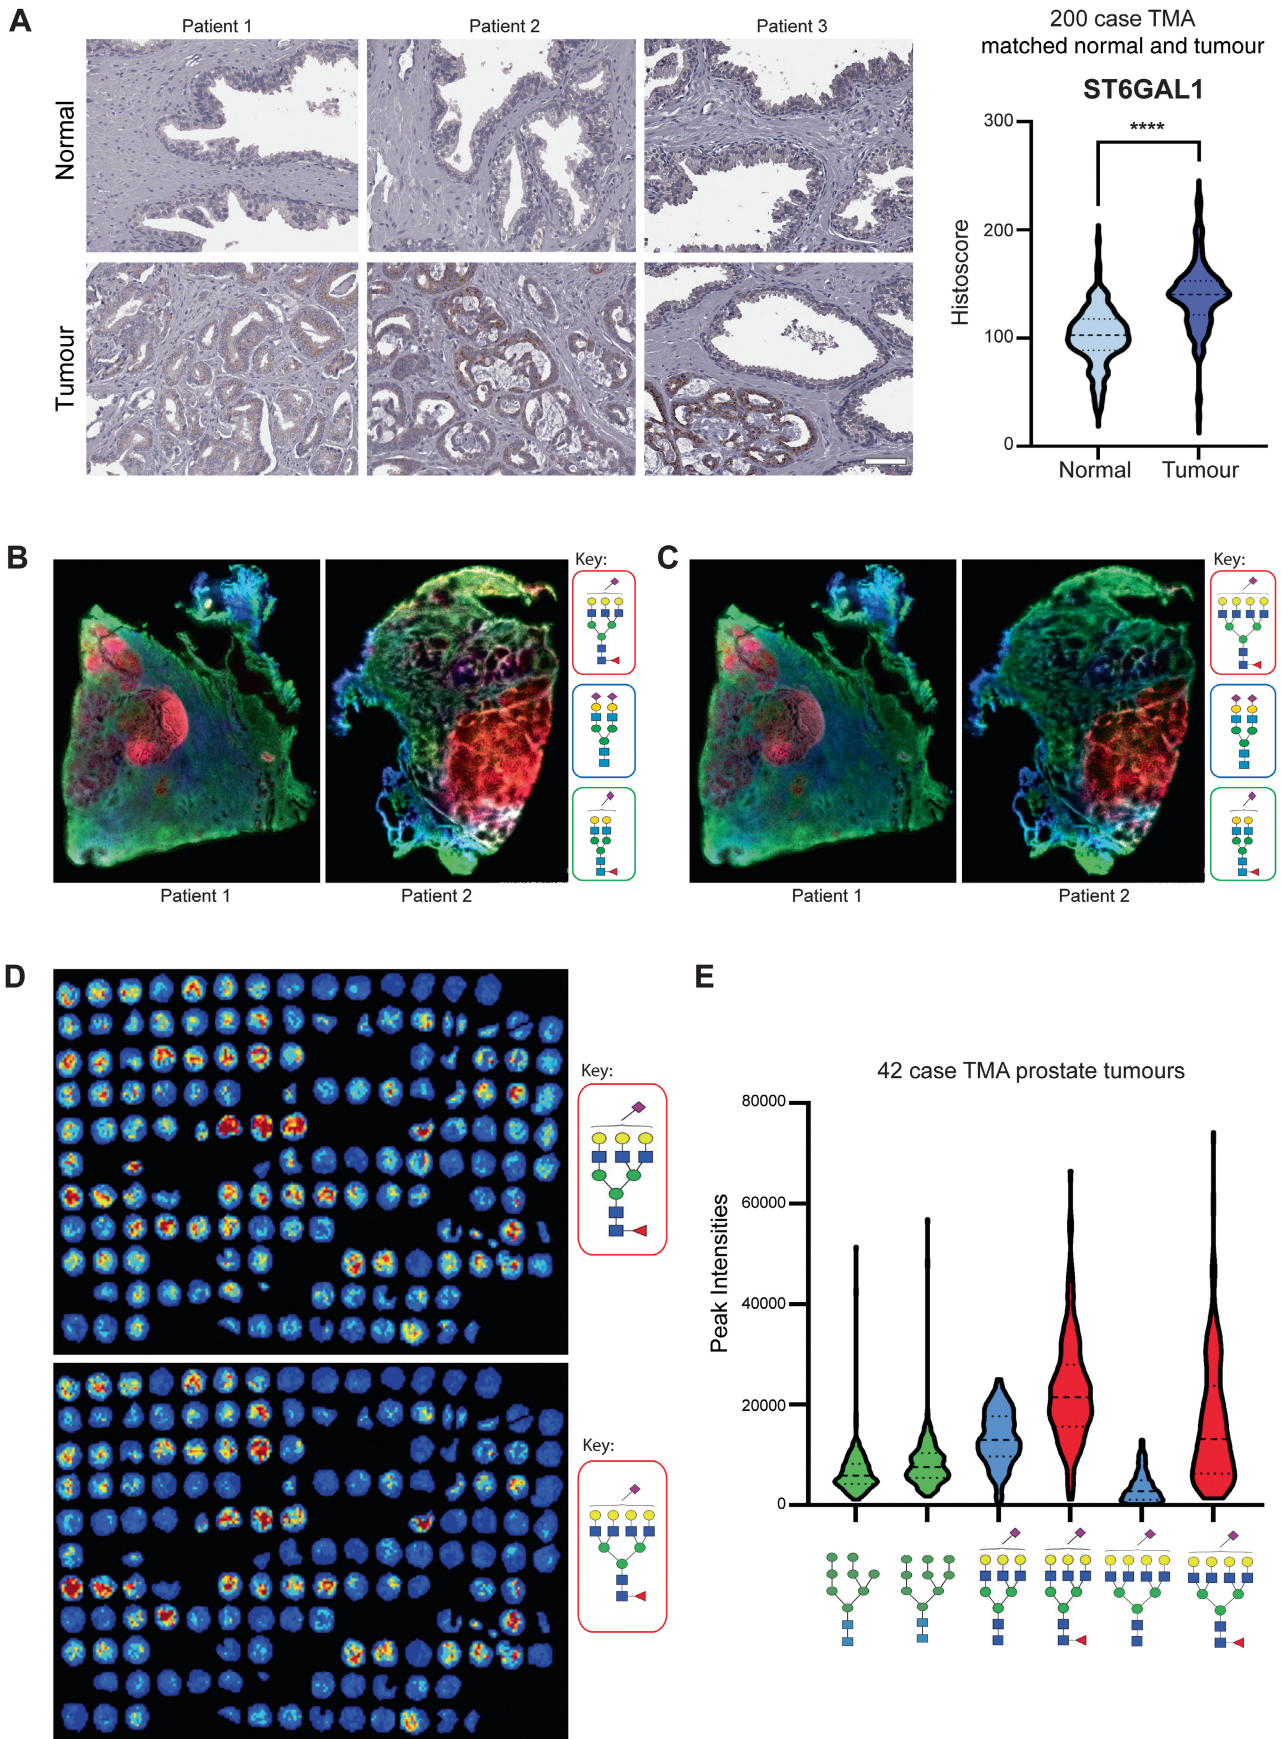 A
Patient 1
Patient 2
Patient 3
Normal
Tumour
200 case TMA
matched normal and tumour
ST6GAL1
****
300
200
100
0
Histoscore
Normal
Tumour
B
Patient 1
Patient 2
Key:
C
Patient 1
Patient 2
Key:
D
Key:
Key:
E
42 case TMA prostate tumours
80000
60000
40000
20000
0
Peak Intensities